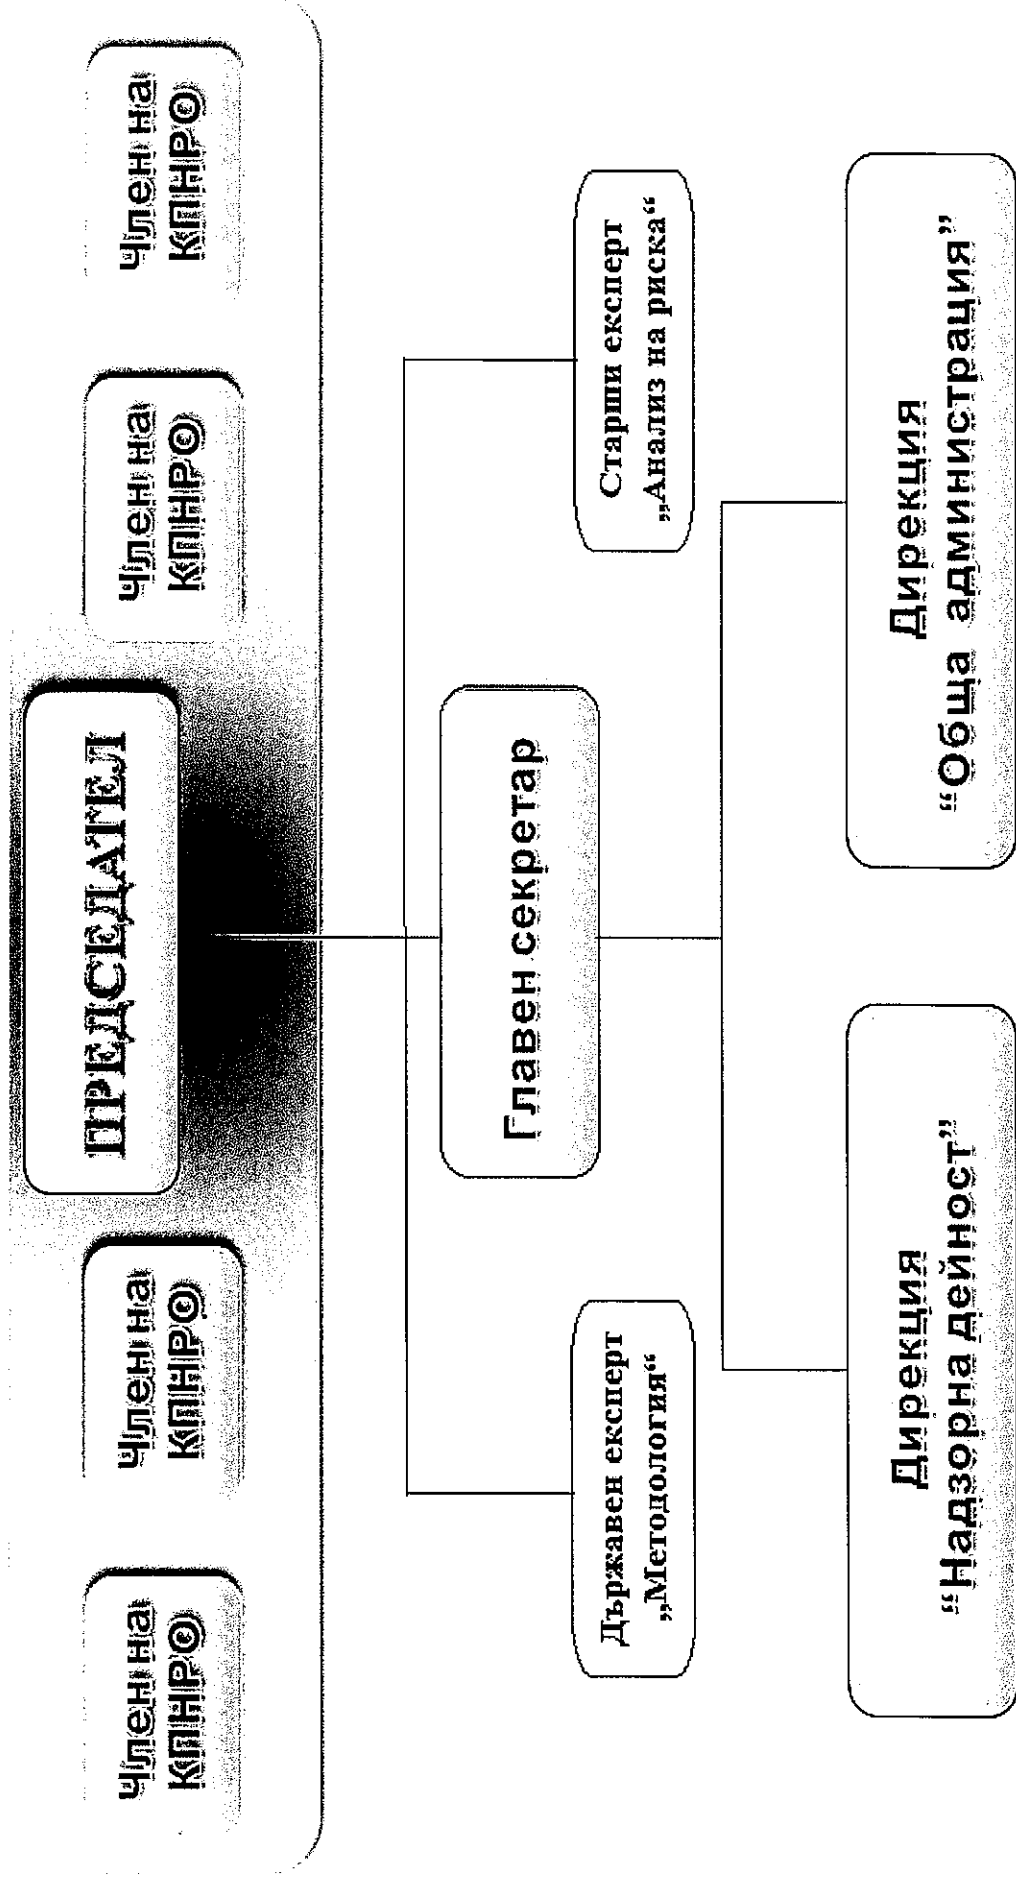 ПРЕДСЕДАТЕЛ
Член на
КПНРО
Член на
КПНРО
Член на
КПНРО
Член на
КПНРО
Главен секретар
Държавен експерт
„Методология“
Старши експерт
„Анализ на риска“
Дирекция
“Надзорна дейност”
Дирекция
“Обща администрация”